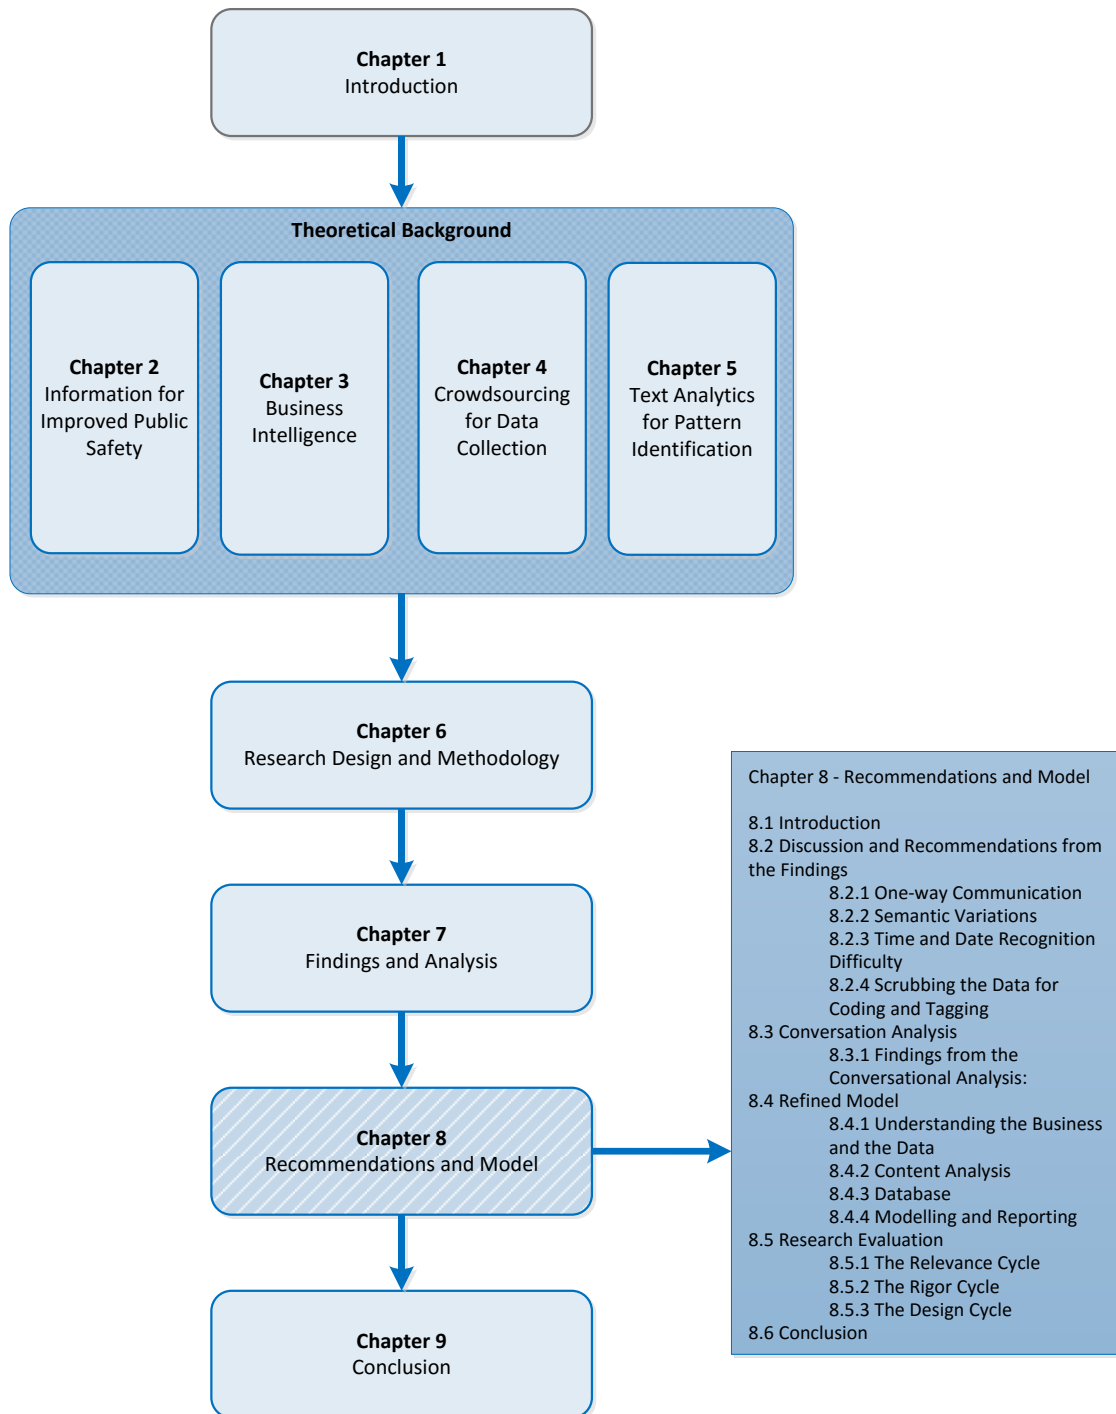 Chapter 1
Introduction
Theoretical Background
Chapter 2
Information for
Improved Public
Safety
Chapter 3
Business
Intelligence
Chapter 4
Crowdsourcing
for Data
Collection
Chapter 5
Text Analytics
for Pattern
Identification
Chapter 6
Research Design and Methodology
Chapter 7
Findings and Analysis
Chapter 8
Recommendations and Model
Chapter 9
Conclusion
Chapter 8 - Recommendations and Model
8.1 Introduction
8.2 Discussion and Recommendations from
the Findings
8.2.1 One-way Communication
8.2.2 Semantic Variations
8.2.3 Time and Date Recognition
Difficulty
8.2.4 Scrubbing the Data for
Coding and Tagging
8.3 Conversation Analysis
8.3.1 Findings from the
Conversational Analysis:
8.4 Refined Model
8.4.1 Understanding the Business
and the Data
8.4.2 Content Analysis
8.4.3 Database
8.4.4 Modelling and Reporting
8.5 Research Evaluation
8.5.1 The Relevance Cycle
8.5.2 The Rigor Cycle
8.5.3 The Design Cycle
8.6 Conclusion